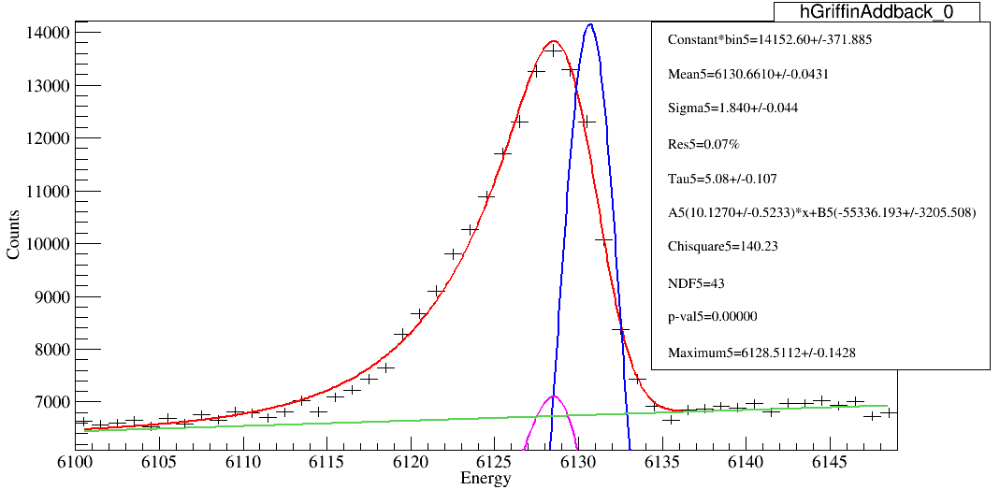 hGriffinAddback_0
Constant*bin5=14152.60+/-371.885
Mean5=6130.6610+/-0.0431
Sigma5=1.840+/-0.044
Res5=0.07%
Tau5=5.08+/-0.107
A5(10.1270+/-0.5233)*x+B5(-55336.193+/-3205.508)
Chisquare5=140.23
NDF5=43
p-val5=0.00000
Maximum5=6128.5112+/-0.1428
Counts
14000
13000
12000
11000
10000
9000
8000
7000
6100 6105 6110 6115 6120 6125 6130 6135 6140 6145
Energy